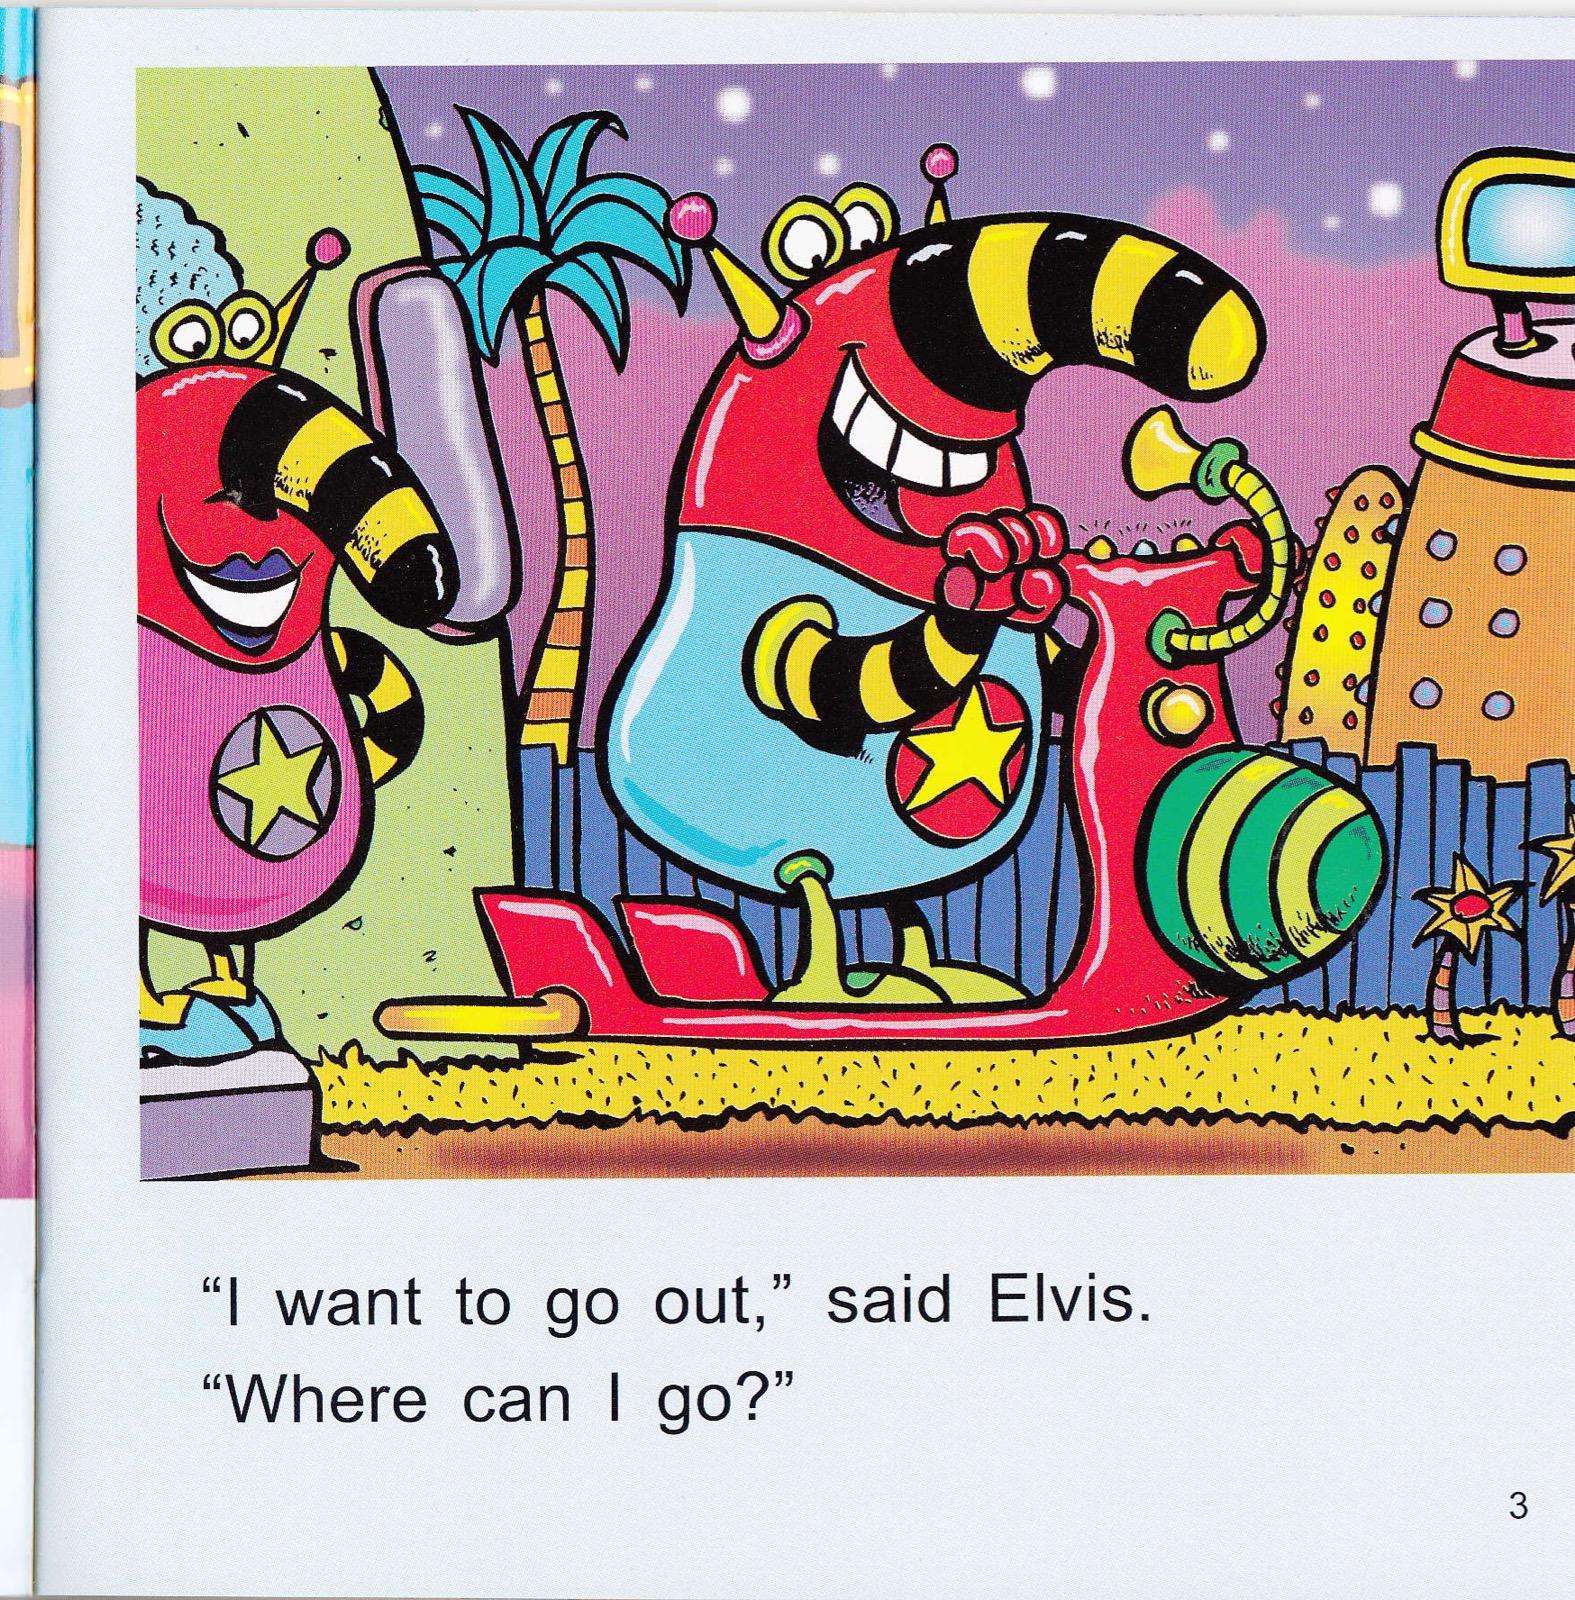 “I want to go out,” said Elvis.
“Where can I go?”
3